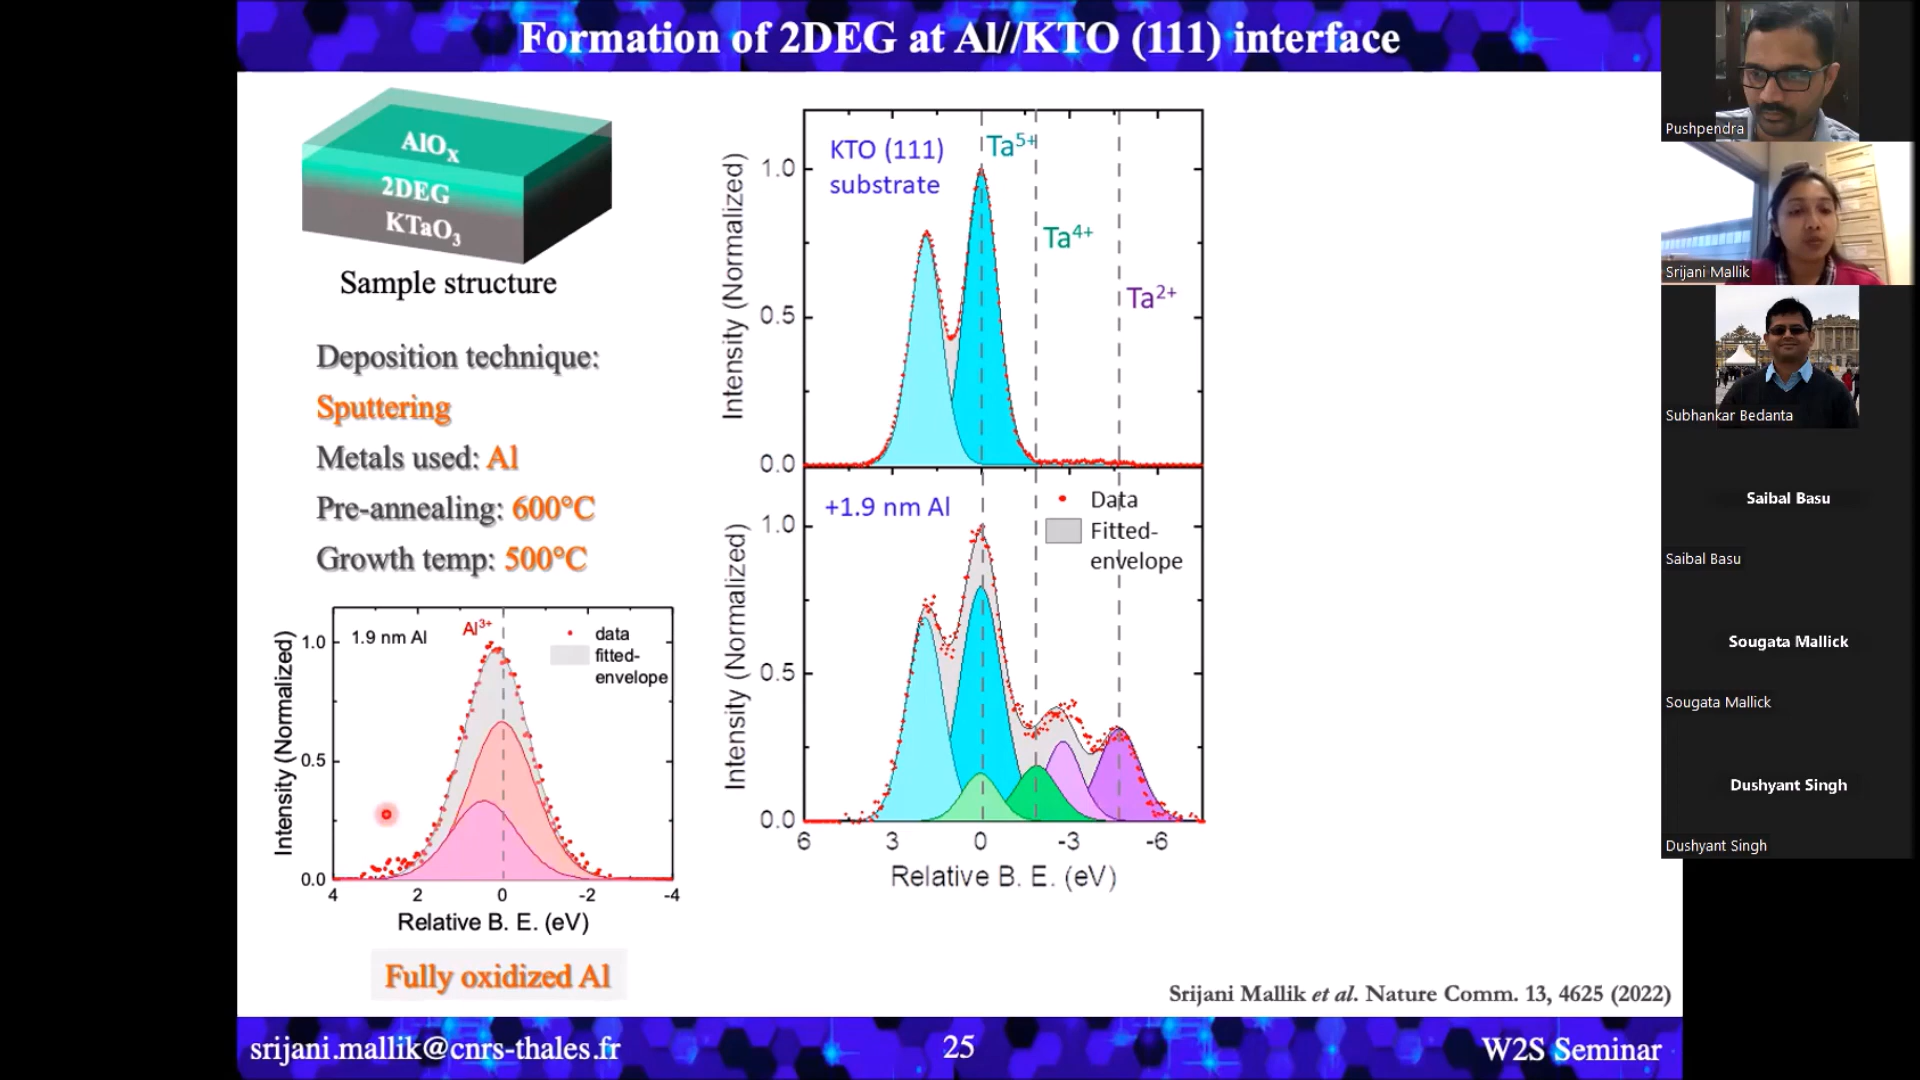 Formation of 2DEG at Al//KTO (111) interface
AlOx
2DEG
KTaO3
Sample structure
Deposition technique:
Sputtering
Metals used: Al
Pre-annealing: 600°C
Growth temp: 500°C
1.9 nm Al
Al3+
data
fitted-
envelope
Intensity (Normalized)
1.0
0.5
0.0
4
2
0
-2
-4
Relative B. E. (eV)
Fully oxidized Al
KTO (111)
substrate
Ta5+
Ta4+
Ta2+
Intensity (Normalized)
1.0
0.5
0.0
+1.9 nm Al
Data
Fitted-
envelope
Intensity (Normalized)
1.0
0.5
0.0
6
3
0
-3
-6
Relative B. E. (eV)
Srijani Mallik et al. Nature Comm. 13, 4625 (2022)
srijani.mallik@cnrs-thales.fr
25
W2S Seminar
Pushpendra
Srijani Mallik
Subhankar Bedanta
Saibal Basu
Saibal Basu
Sougata Mallick
Sougata Mallick
Dushyant Singh
Dushyant Singh